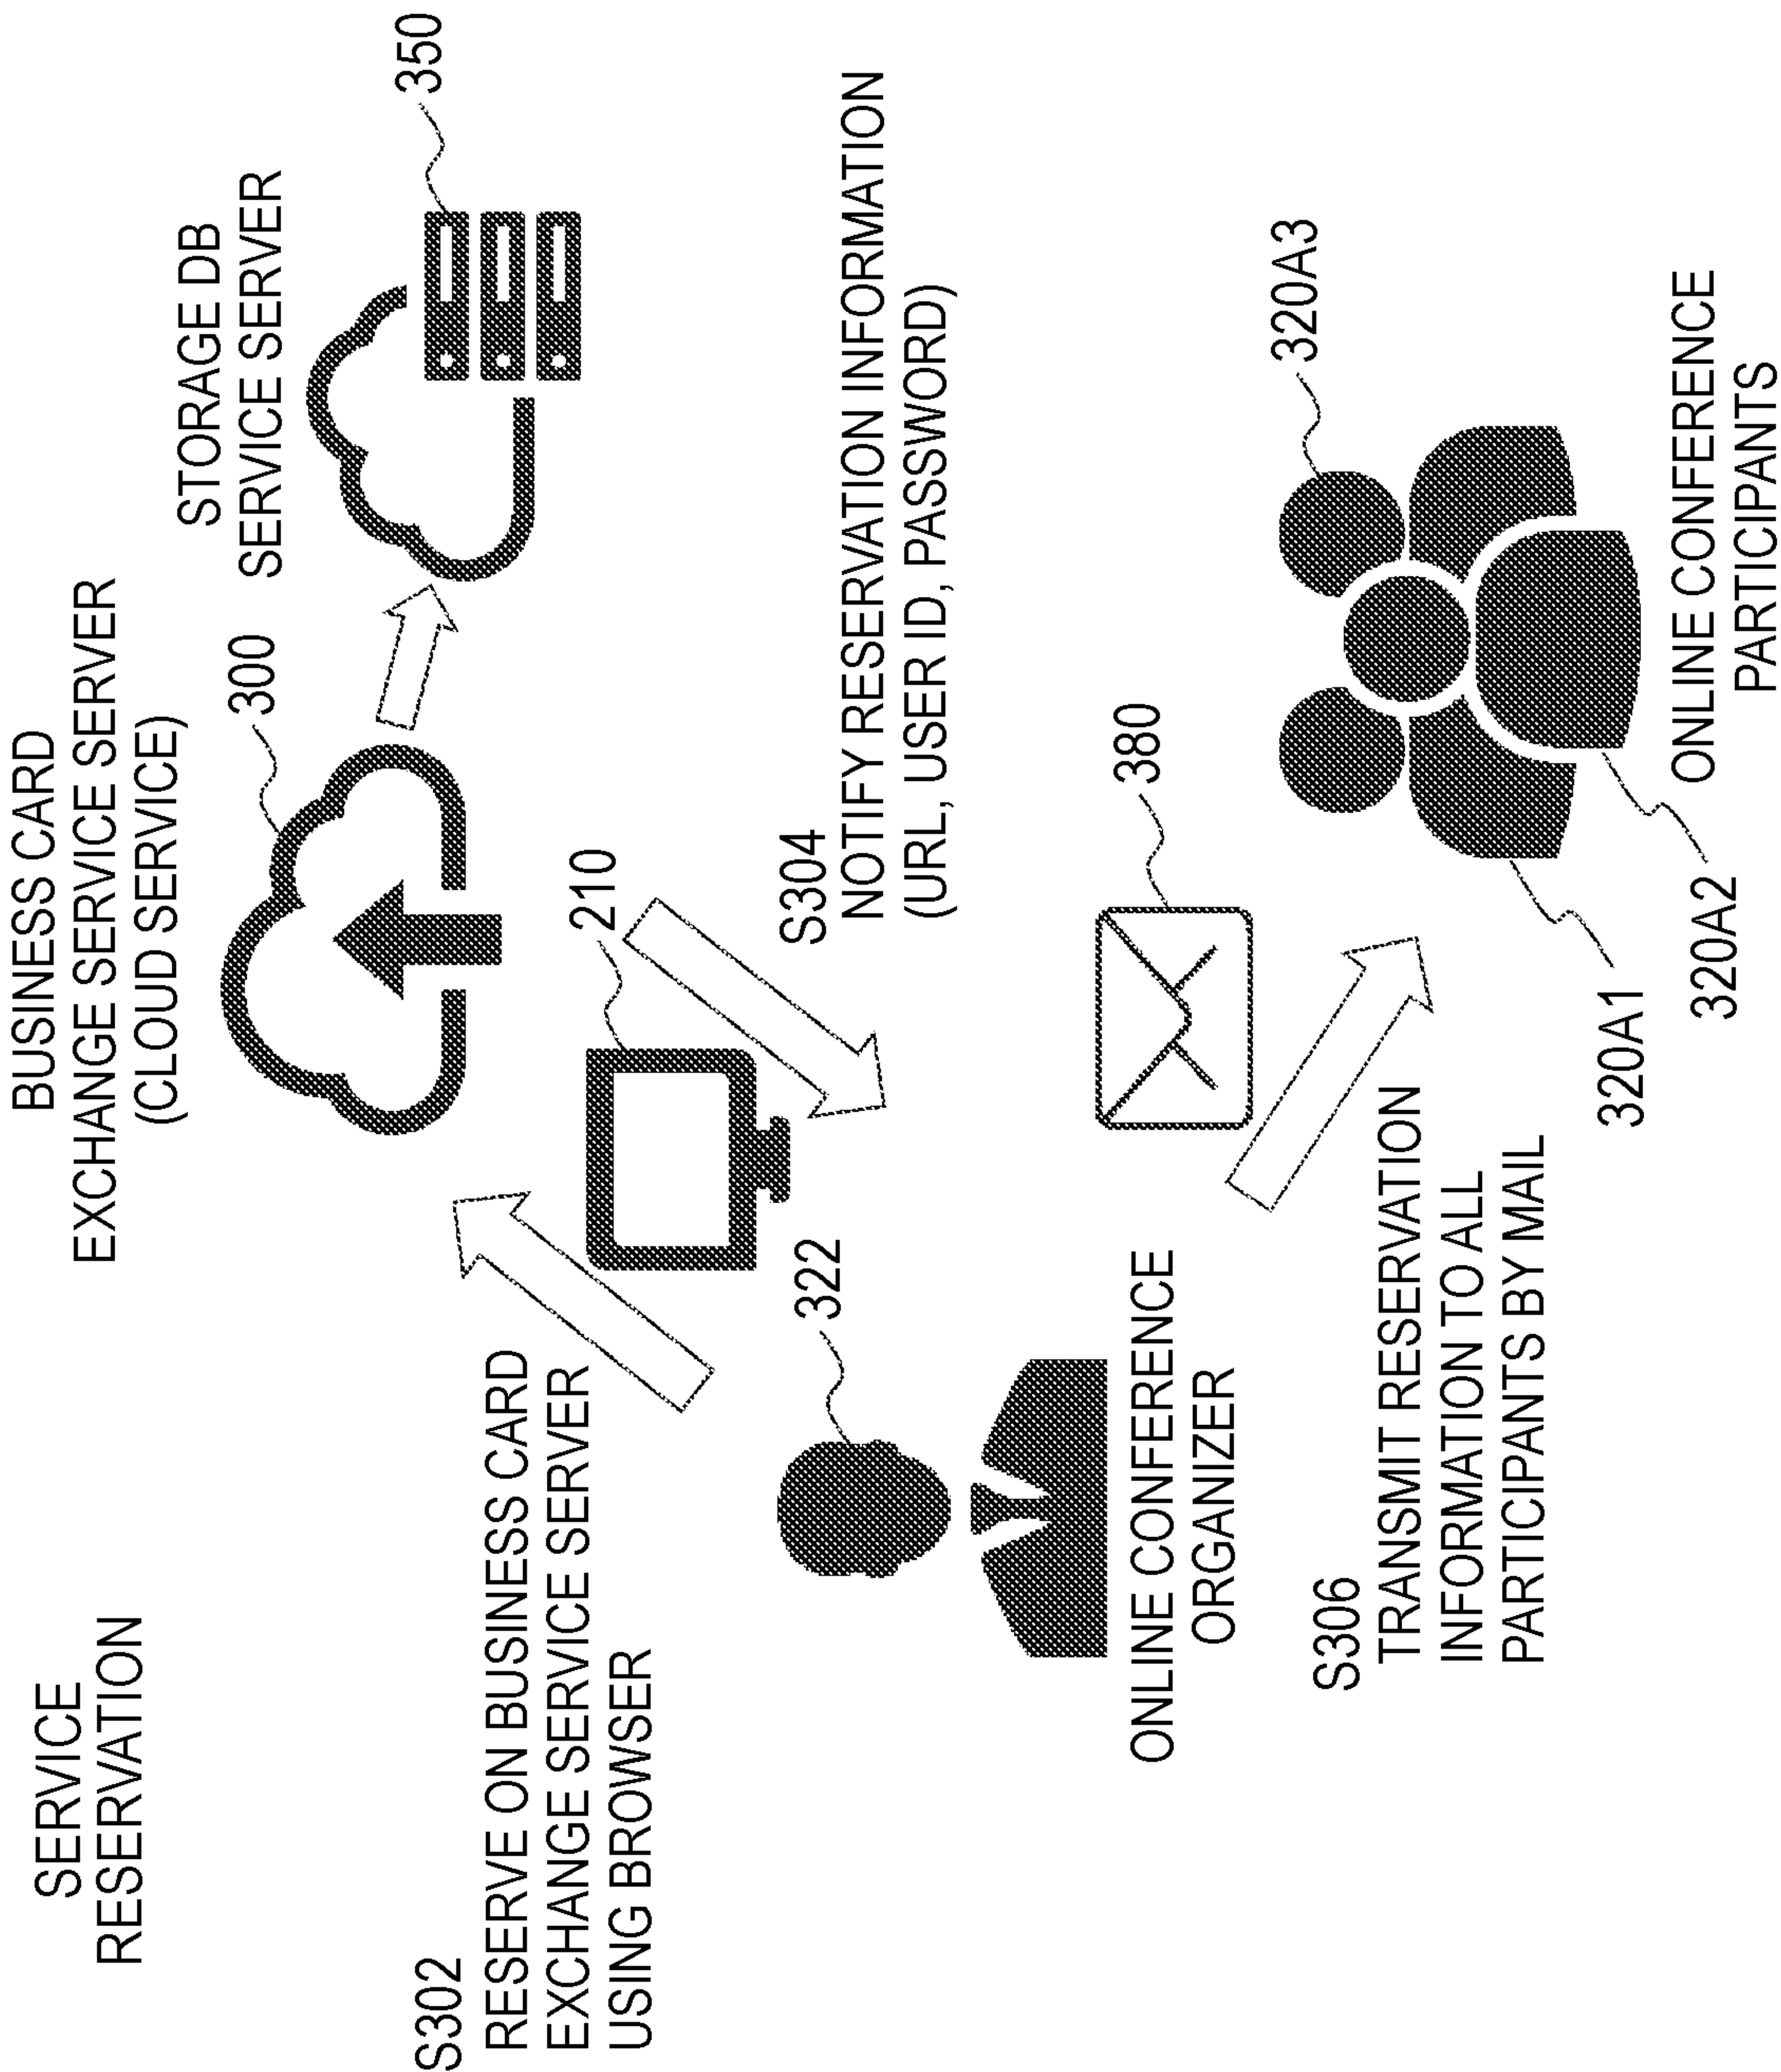 SERVICE
RESERVATION
BUSINESS CARD
EXCHANGE SERVICE SERVER
(CLOUD SERVICE)
300
STORAGE DB
SERVICE SERVER
350
S302
RESERVE ON BUSINESS CARD
EXCHANGE SERVICE SERVER
USING BROWSER
210
S304
NOTIFY RESERVATION INFORMATION
(URL, USER ID, PASSWORD)
322
ONLINE CONFERENCE
ORGANIZER
380
S306
TRANSMIT RESERVATION
INFORMATION TO ALL
PARTICIPANTS BY MAIL
320A3
320A1
320A2
ONLINE CONFERENCE
PARTICIPANTS